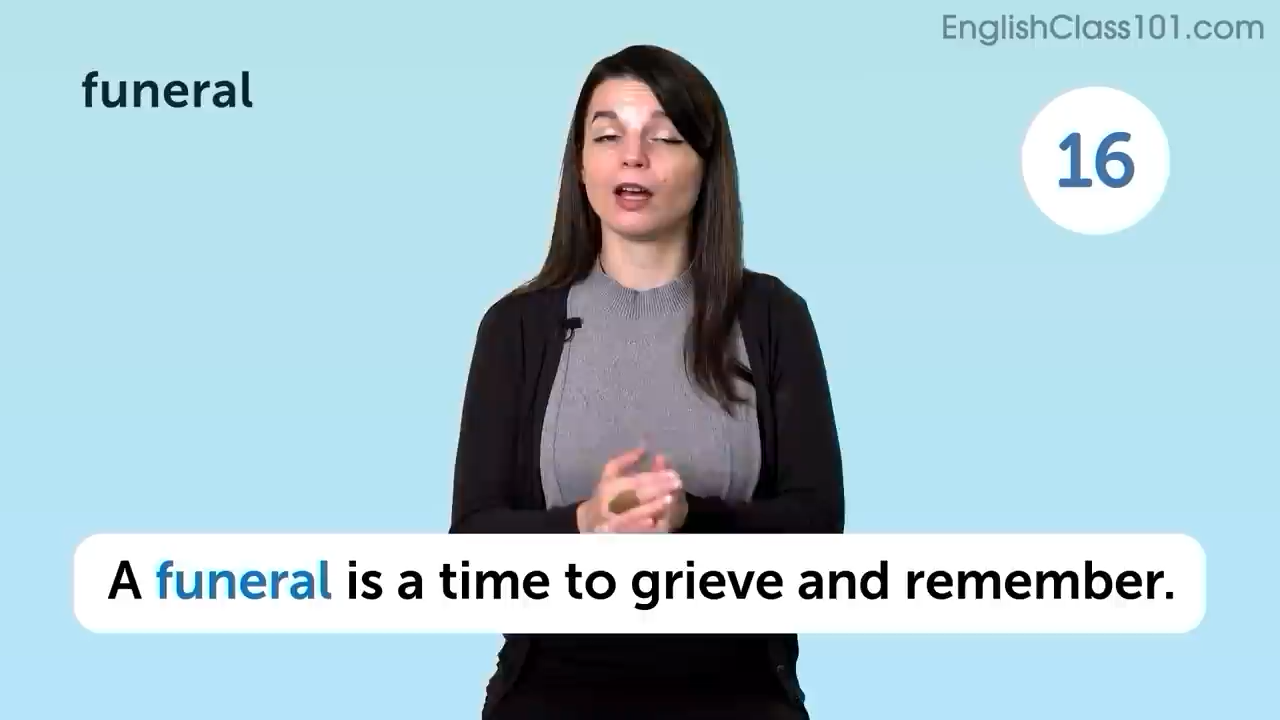 EnglishClass101.com
funeral
16
A funeral is a time to grieve and remember.